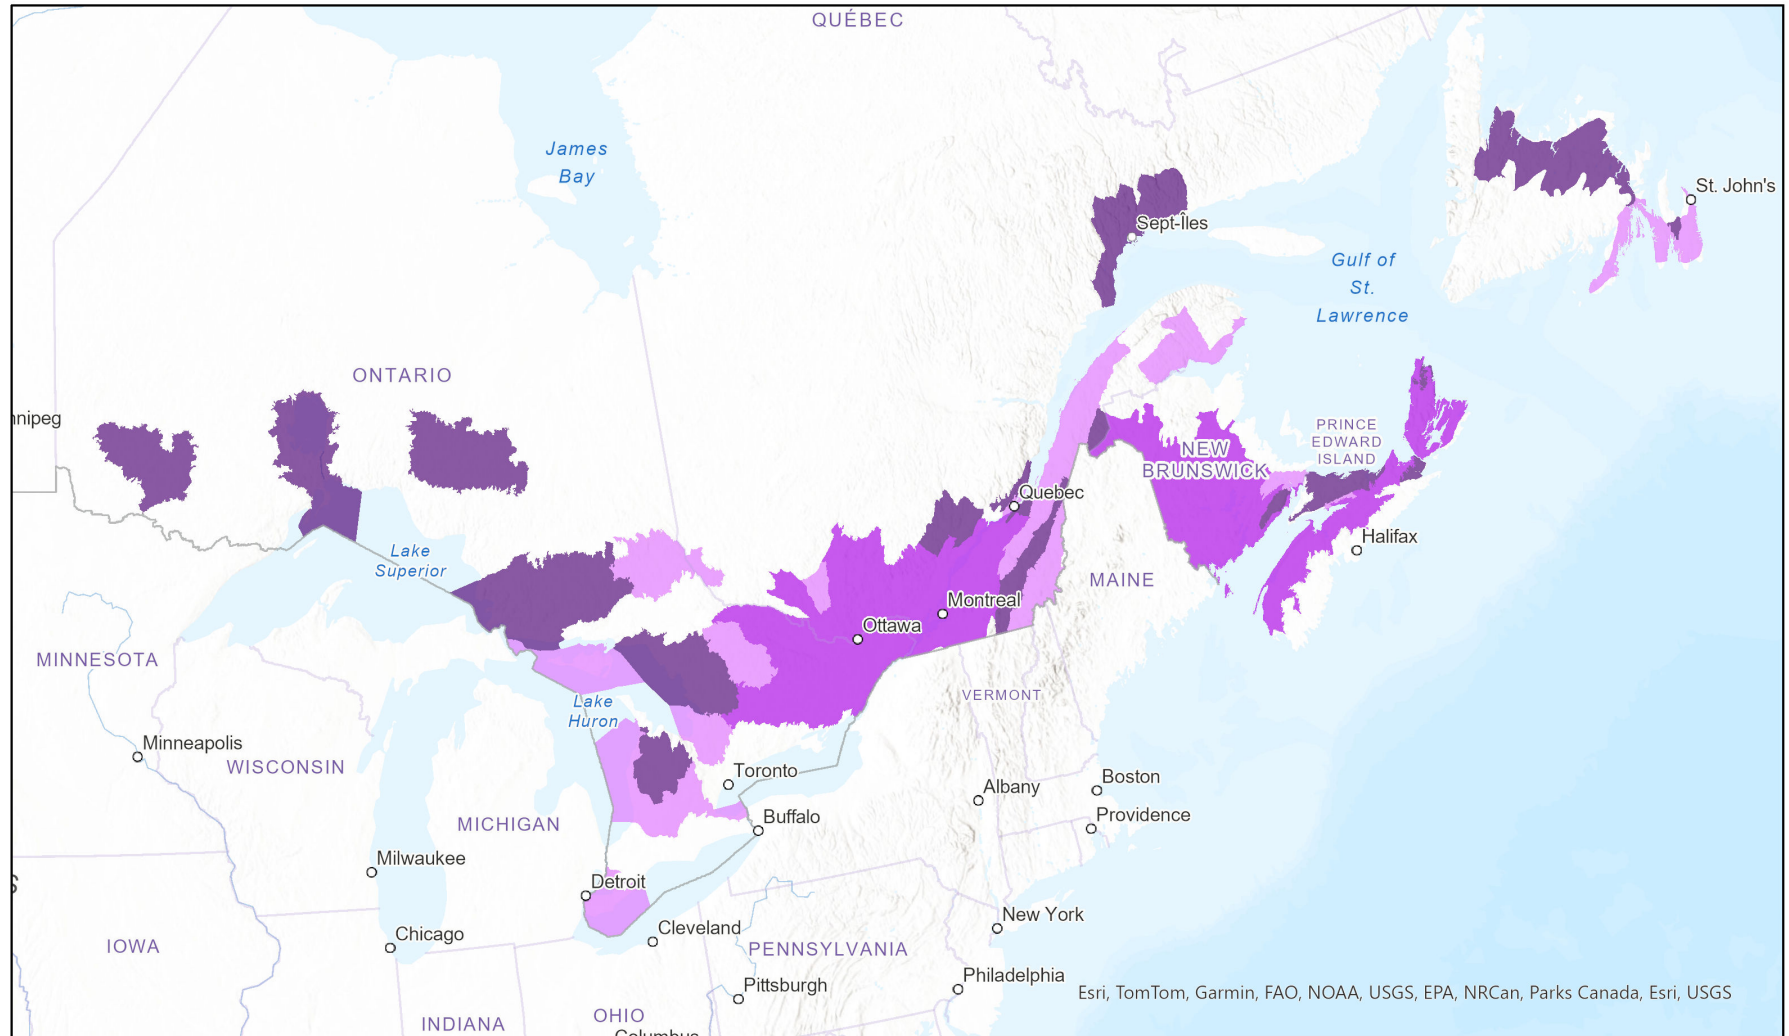 QUÉBEC
James
Bay
St. John's
Sept-Îles
Gulf of
St.
Lawrence
ONTARIO
nnipeg
PRINCE
EDWARD
ISLAND
NEW
BRUNSWICK
Quebec
Halifax
Lake
Superior
MAINE
Montreal
Ottawa
MINNESOTA
VERMONT
Lake
Huron
Minneapolis
WISCONSIN
Toronto
Boston
Albany
Providence
Buffalo
MICHIGAN
Milwaukee
Detroit
S
New York
Cleveland
Chicago
IOWA
PENNSYLVANIA
Philadelphia
Pittsburgh
Esri, TomTom, Garmin, FAO, NOAA, USGS, EPA, NRCan, Parks Canada, Esri, USGS
OHIO
INDIANA
Columbus